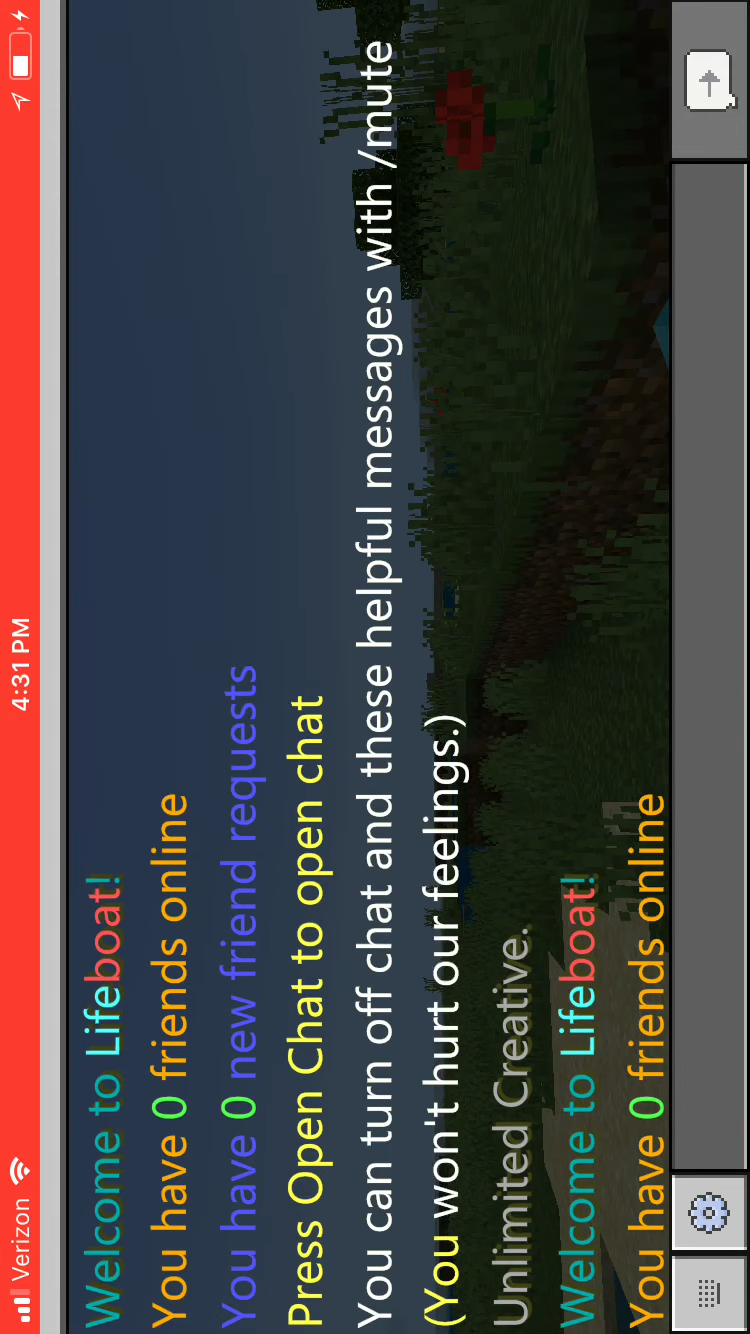 Verizon 4:31 PM
Welcome to Lifeboat!
You have 0 friends online
You have 0 new friend requests
Press Open Chat to open chat
You can turn off chat and these helpful messages with /mute
(You won't hurt our feelings.)
Unlimited Creative.
Welcome to Lifeboat!
You have 0 friends online